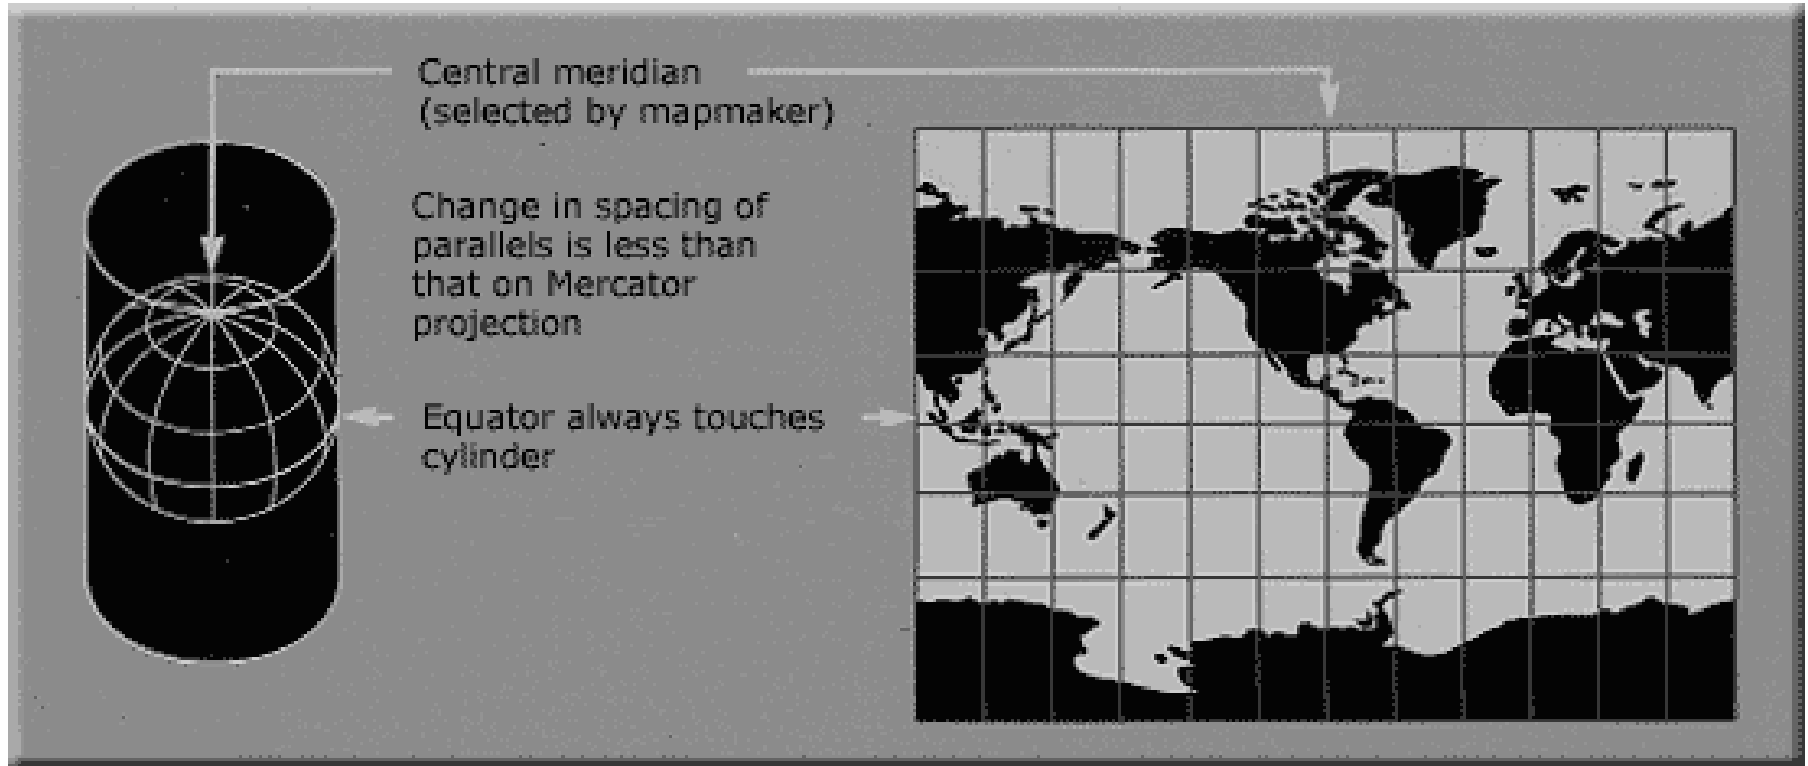 Central meridian
(selected by mapmaker)
Change in spacing of
parallels is less than
that on Mercator
projection
Equator always touches
cylinder